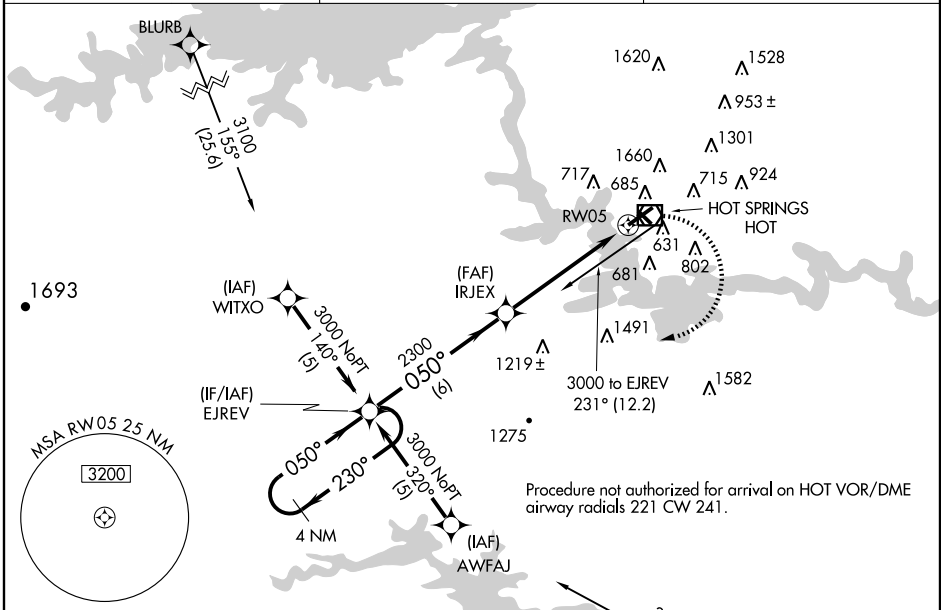 BLURB
3100
155°
(25.6)
1620
1528
953 ±
1301
1660
717
685
715
924
RW05
HOT SPRINGS
HOT
631
802
681
1693
(IAF)
WITXO
3000 NoPT
140°
(5)
(FAF)
IRJEX
2300
050°
(6)
1491
1219 ±
3000 to EJREV
231° (12.2)
1582
(IF/IAF)
EJREV
1275
MSA RW05 25 NM
3200
050°
230°
4 NM
3000 NoPT
320°
(5)
(IAF)
AWFAJ
Procedure not authorized for arrival on HOT VOR/DME
airway radials 221 CW 241.